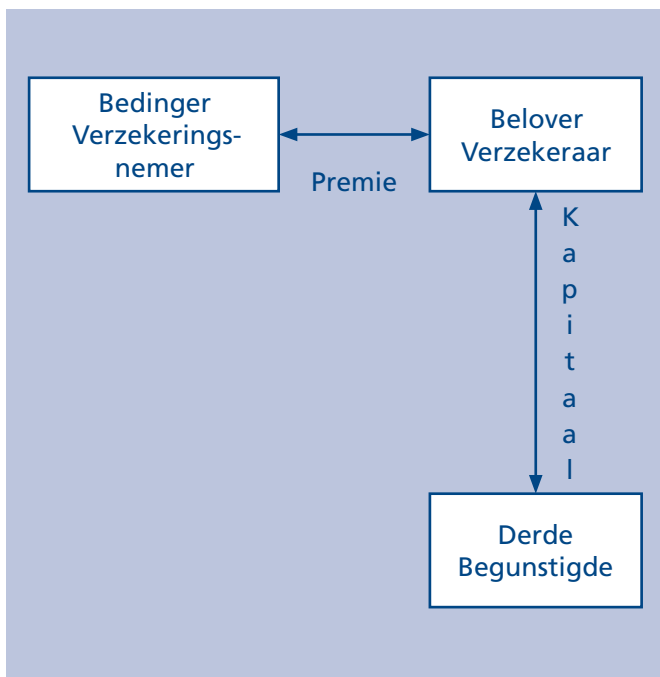 Bedinger
Verzekerings-
nemer
Belover
Verzekeraar
Premie
K
a
p
i
t
a
a
l
Derde
Begunstigde